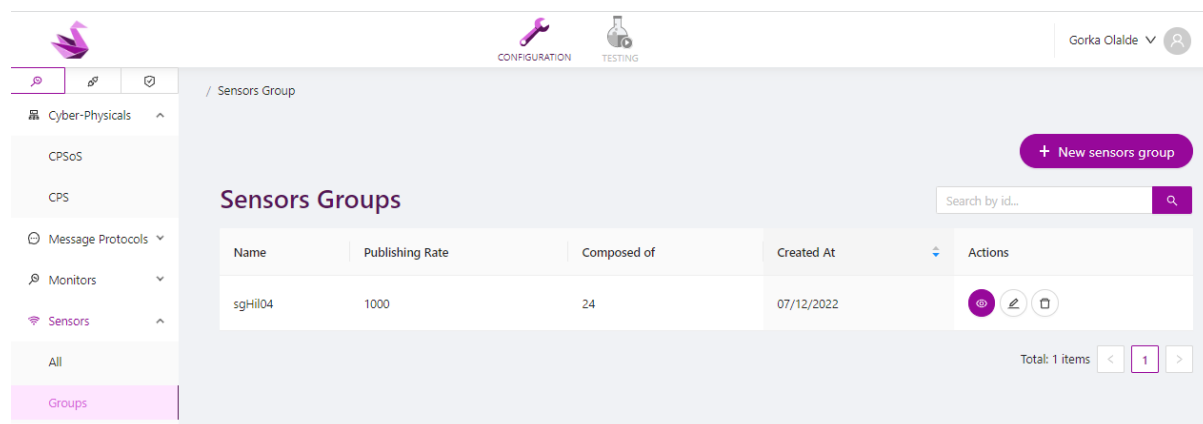 CONFIGURATION
TESTING
Gorka Olalde
/ Sensors Group
Cyber-Physicals
CPSoS
CPS
Message Protocols
Monitors
Sensors
All
Groups
+ New sensors group
Sensors Groups
Search by id...
Name Publishing Rate Composed of Created At Actions
sgHil04 1000 24 07/12/2022
Total: 1 items < 1 >